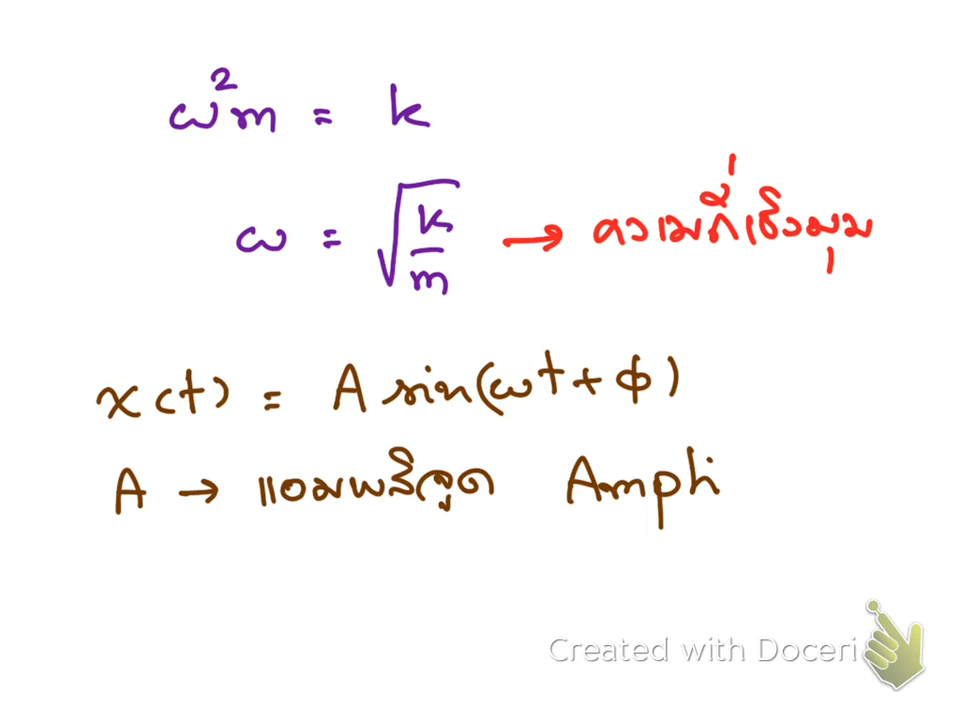 ω²m = k
ω = √(k/m) → ความถี่เชิงมุม
x(t) = A sin(ωt + φ)
A → แอมพลิจูด Ampli
Created with Doceri